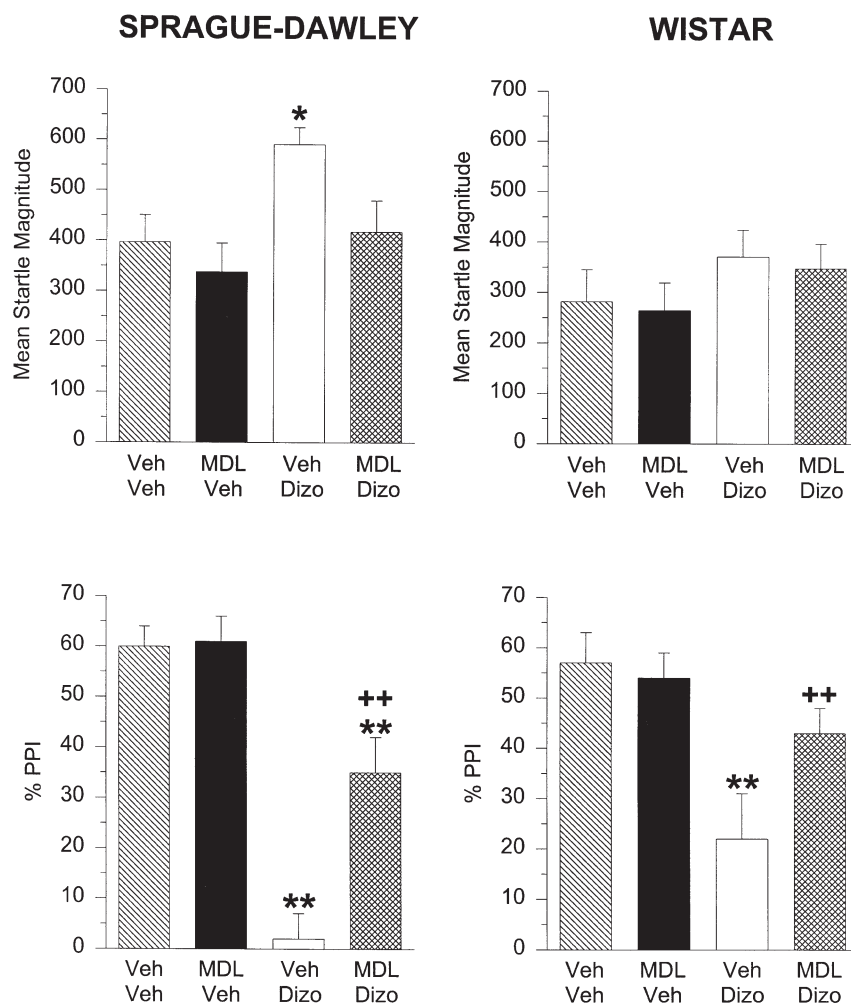 SPRAGUE-DAWLEY
WISTAR
Mean Startle Magnitude
700
600
500
400
300
200
100
0
*
Veh MDL Veh MDL
Veh Veh Dizo Dizo
Mean Startle Magnitude
700
600
500
400
300
200
100
0
Veh MDL Veh MDL
Veh Veh Dizo Dizo
% PPI
70
60
50
40
30
20
10
0
++
**
**
Veh MDL Veh MDL
Veh Veh Dizo Dizo
% PPI
70
60
50
40
30
20
10
0
++
**
Veh MDL Veh MDL
Veh Veh Dizo Dizo